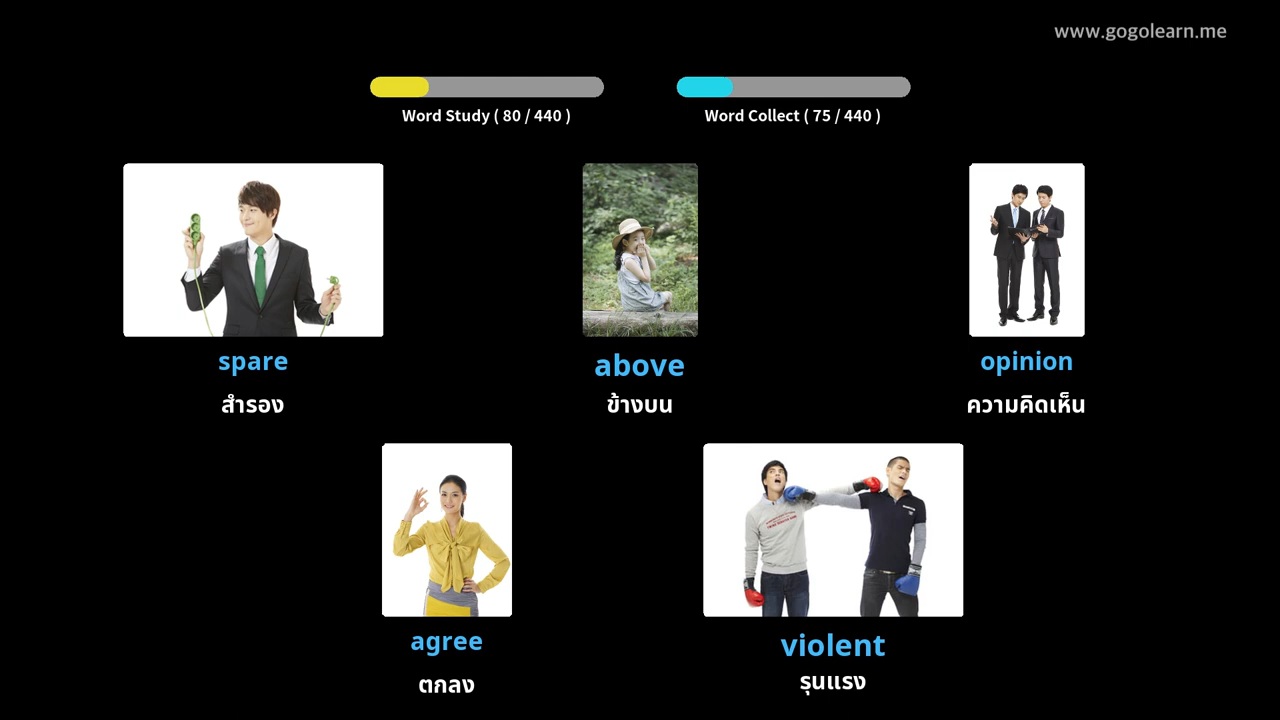 www.gogolearn.me
Word Study ( 80 / 440 )
Word Collect ( 75 / 440 )
spare
สำรอง
above
ข้างบน
opinion
ความคิดเห็น
agree
ตกลง
violent
รุนแรง